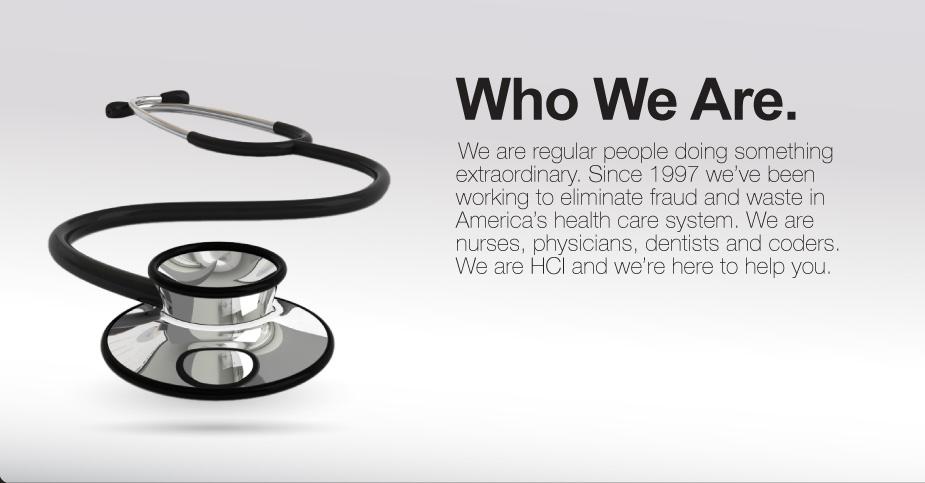 Who We Are.
We are regular people doing something
extraordinary. Since 1997 we’ve been
working to eliminate fraud and waste in
America’s health care system. We are
nurses, physicians, dentists and coders.
We are HCI and we’re here to help you.